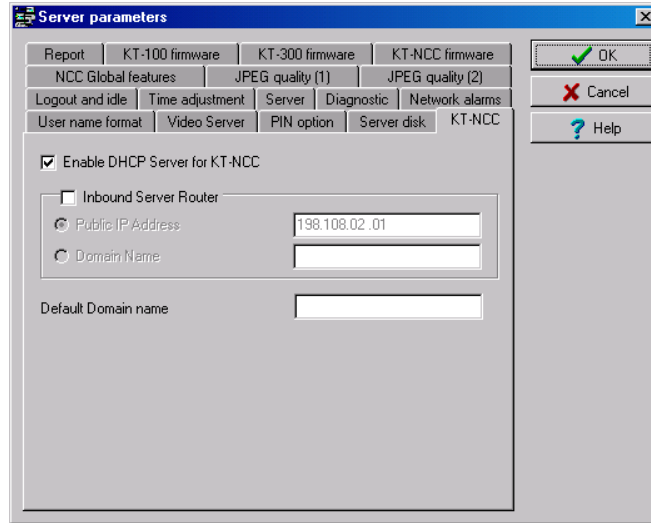 Server parameters
Report KT-100 firmware KT-300 firmware KT-NCC firmware
NCC Global features JPEG quality (1) JPEG quality (2)
Logout and idle Time adjustment Server Diagnostic Network alarms
User name format Video Server PIN option Server disk KT-NCC
OK
Cancel
Help
Enable DHCP Server for KT-NCC
Inbound Server Router
Public IP Address 198.108.02 .01
Domain Name
Default Domain name